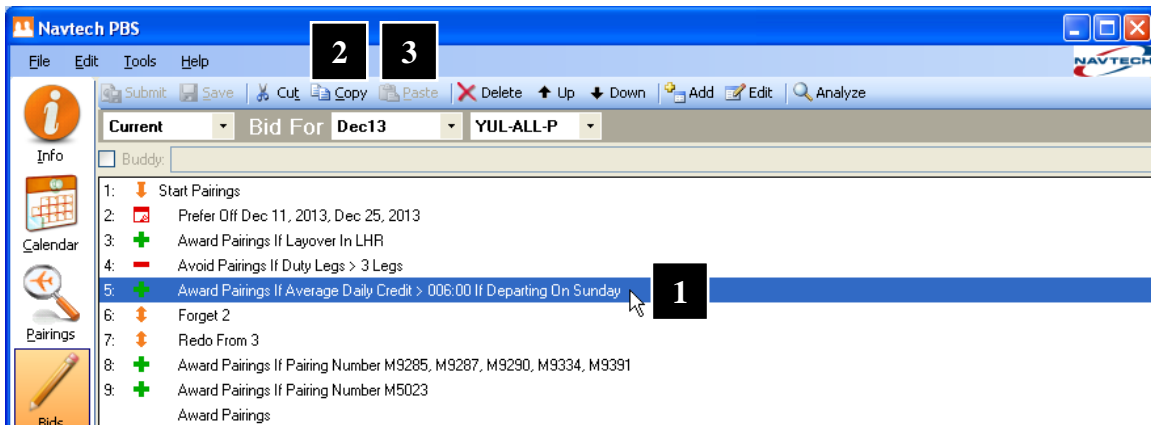 Navtech PBS
2 3
File Edit Tools Help
NAVTECH
Submit Save Cut Copy Paste Delete Up Down Add Edit Analyze
Current Bid For Dec13 YUL-ALL-P
Info
Buddy:
1: Start Pairings
2: Prefer Off Dec 11, 2013, Dec 25, 2013
Calendar
3: Award Pairings If Layover In LHR
4: Avoid Pairings If Duty Legs > 3 Legs
5: Award Pairings If Average Daily Credit > 006:00 If Departing On Sunday
1
6: Forget 2
Pairings
7: Redo From 3
8: Award Pairings If Pairing Number M9285, M9287, M9290, M9334, M9391
9: Award Pairings If Pairing Number M5023
Award Pairings
Bids